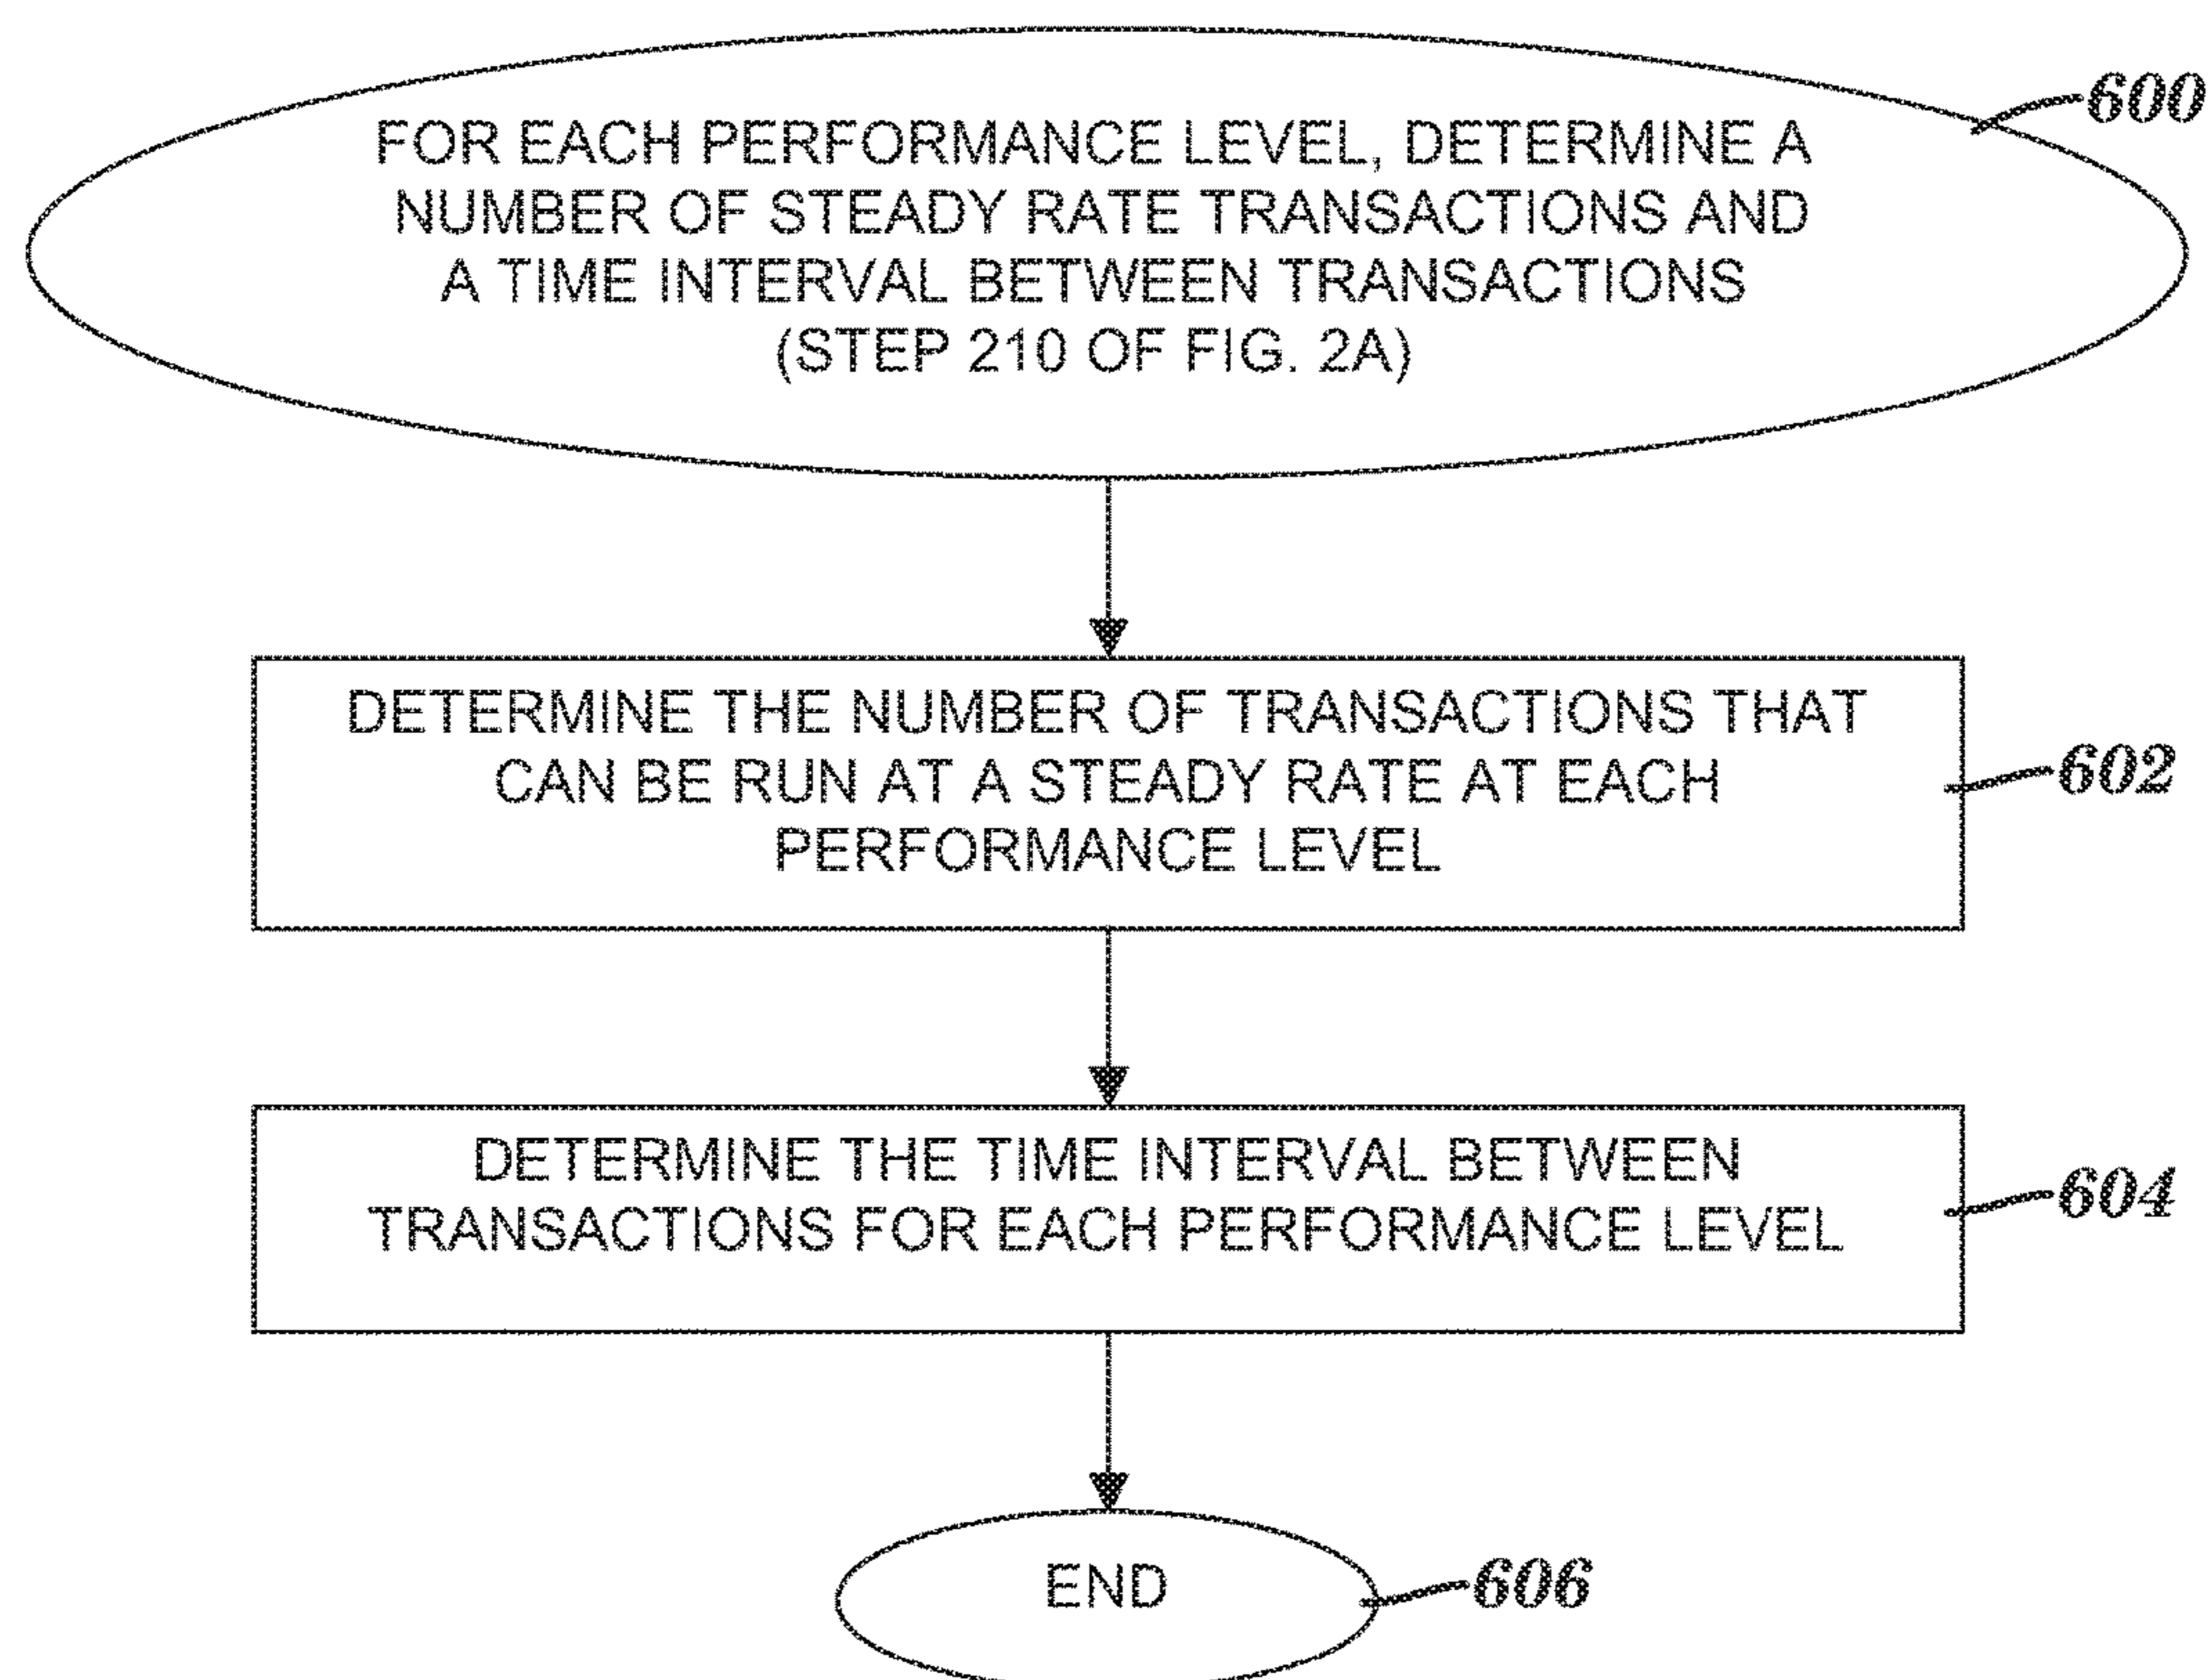 FOR EACH PERFORMANCE LEVEL, DETERMINE A
NUMBER OF STEADY RATE TRANSACTIONS AND
A TIME INTERVAL BETWEEN TRANSACTIONS
(STEP 210 OF FIG. 2A)
600
DETERMINE THE NUMBER OF TRANSACTIONS THAT
CAN BE RUN AT A STEADY RATE AT EACH
PERFORMANCE LEVEL
602
DETERMINE THE TIME INTERVAL BETWEEN
TRANSACTIONS FOR EACH PERFORMANCE LEVEL
604
END
606